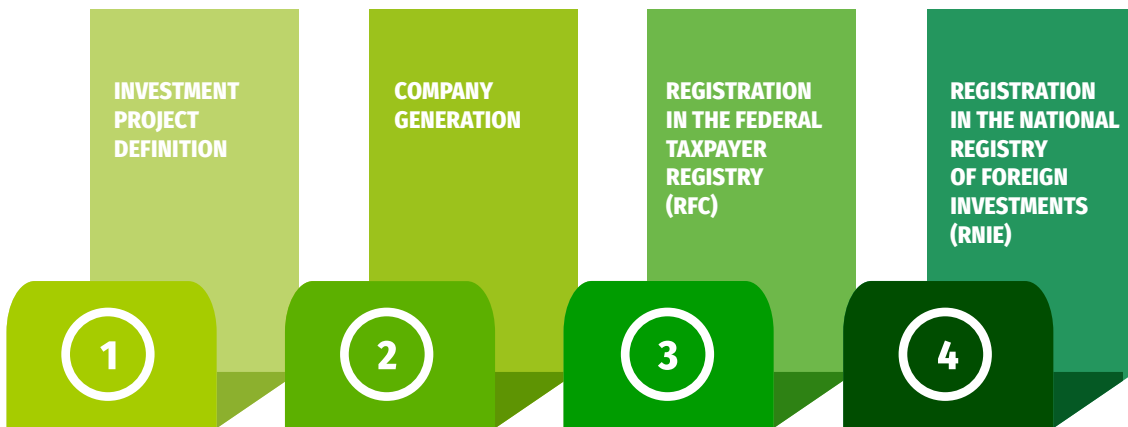 INVESTMENT
PROJECT
DEFINITION
1
COMPANY
GENERATION
2
REGISTRATION
IN THE FEDERAL
TAXPAYER
REGISTRY
(RFC)
3
REGISTRATION
IN THE NATIONAL
REGISTRY
OF FOREIGN
INVESTMENTS
(RNIE)
4